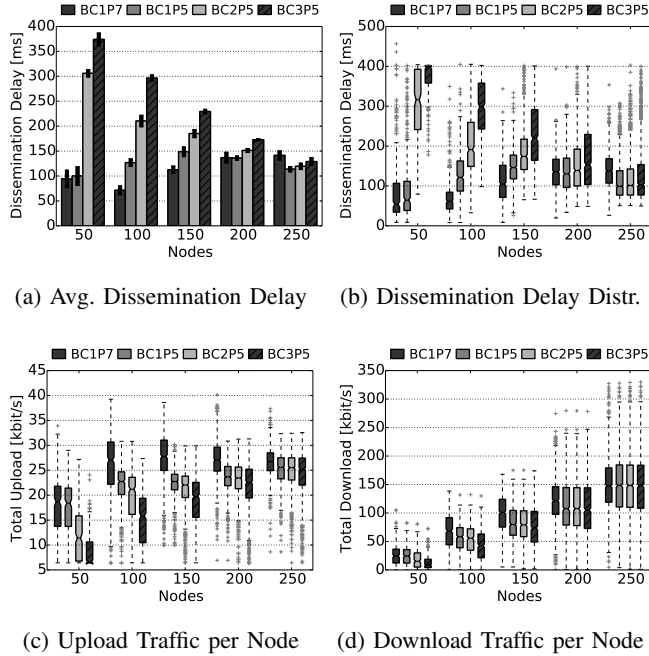 BC1P7 BC1P5 BC2P5 BC3P5
Dissemination Delay [ms]
400
350
300
250
200
150
100
50
0
50 100 150 200 250
Nodes
(a) Avg. Dissemination Delay
BC1P7 BC1P5 BC2P5 BC3P5
Dissemination Delay [ms]
500
400
300
200
100
0
50 100 150 200 250
Nodes
(b) Dissemination Delay Distr.
BC1P7 BC1P5 BC2P5 BC3P5
Total Upload [kbit/s]
45
40
35
30
25
20
15
10
5
50 100 150 200 250
Nodes
(c) Upload Traffic per Node
BC1P7 BC1P5 BC2P5 BC3P5
Total Download [kbit/s]
350
300
250
200
150
100
50
0
50 100 150 200 250
Nodes
(d) Download Traffic per Node